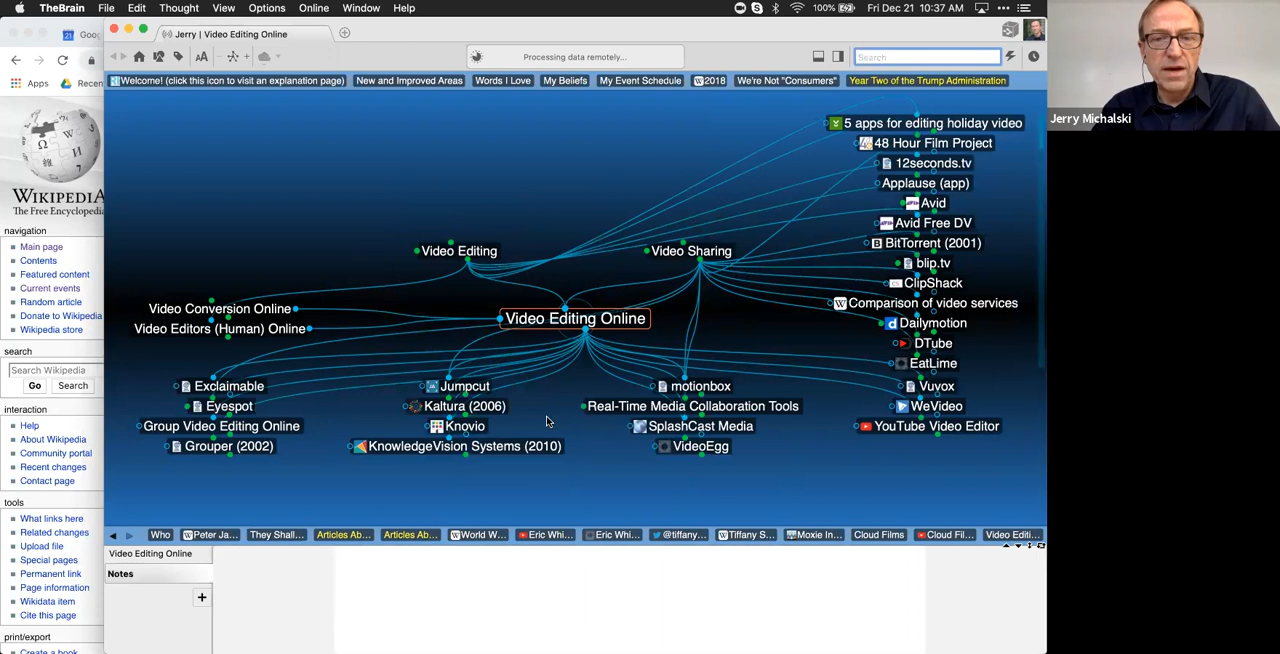 TheBrain File Edit Thought View Options Online Window Help
100% Fri Dec 21 10:37 AM
Jerry | Video Editing Online
Processing data remotely...
Search
Apps
Welcome! (click this icon to visit an explanation page) New and Improved Areas Words I Love My Beliefs My Event Schedule 2018 We're Not "Consumers" Year Two of the Trump Administration
Jerry Michalski
WIKIPEDIA
The Free Encyclopedia
navigation
Main page
Contents
Featured content
Current events
Random article
Donate to Wikipedia
Wikipedia store
search
Search Wikipedia
Go Search
interaction
Help
About Wikipedia
Community portal
Recent changes
Contact page
tools
What links here
Related changes
Upload file
Special pages
Permanent link
Page information
Wikidata item
Cite this page
print/export
Create a book
Video Editing
Video Sharing
Video Conversion Online
Video Editors (Human) Online
Video Editing Online
5 apps for editing holiday video
48 Hour Film Project
12seconds.tv
Applause (app)
Avid
Avid Free DV
BitTorrent (2001)
blip.tv
ClipShack
Comparison of video services
Dailymotion
DTube
EatLime
Exclaimable
Eyespot
Group Video Editing Online
Grouper (2002)
Jumpcut
Kaltura (2006)
Knovio
KnowledgeVision Systems (2010)
motionbox
Real-Time Media Collaboration Tools
SplashCast Media
VideoEgg
Vuvox
WeVideo
YouTube Video Editor
Who Peter Ja... They Shall... Articles Ab... Articles Ab... World W... Eric Whi... Eric Whi... @tiffany... Tiffany S... Moxie In... Cloud Films Cloud Fil... Video Editi...
Video Editing Online
Notes